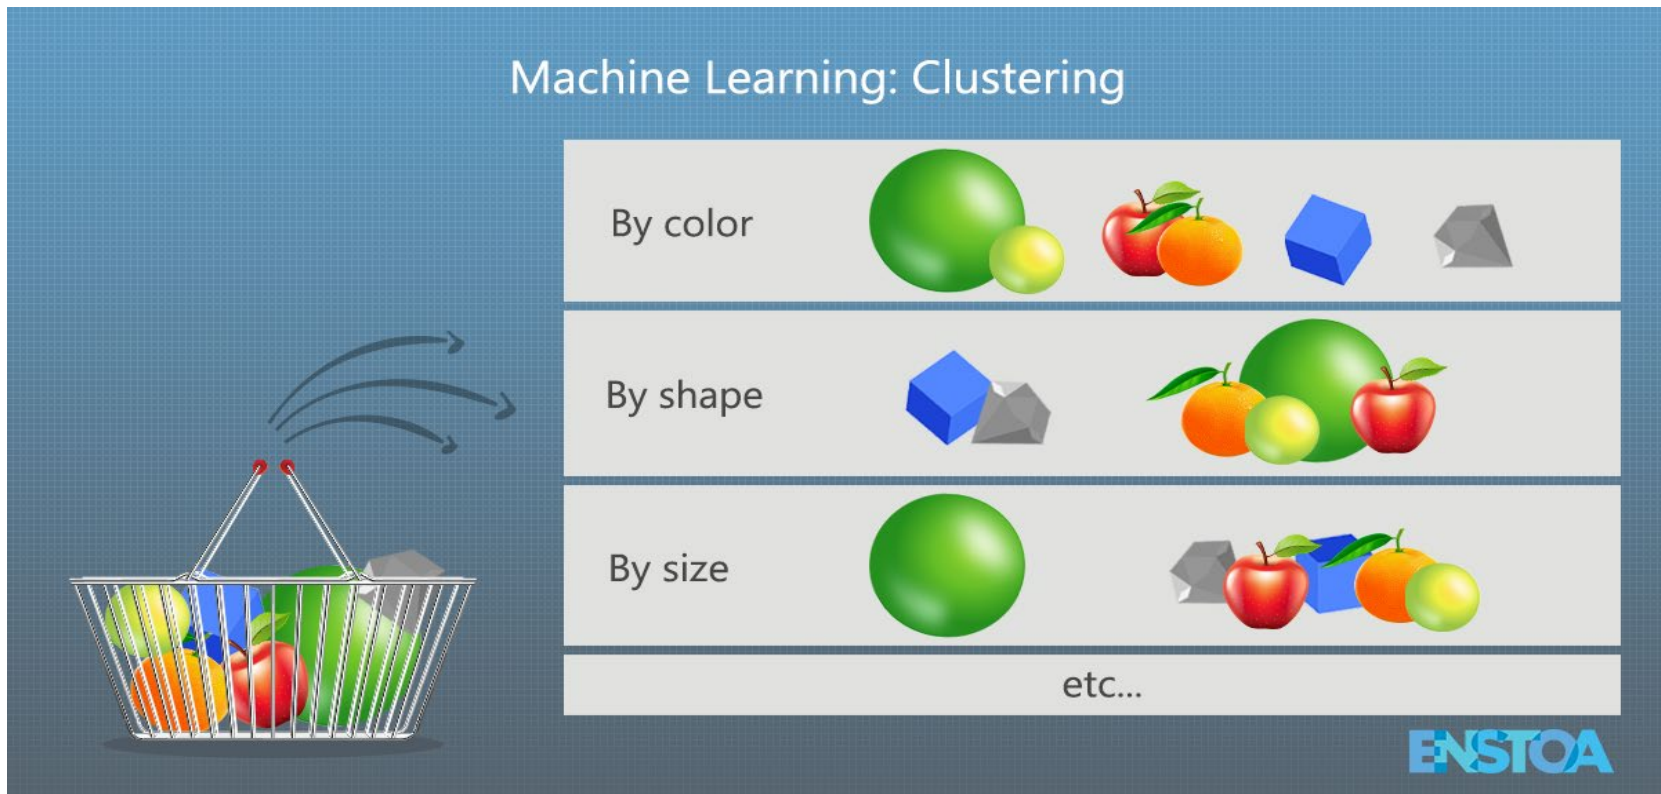 Machine Learning: Clustering
By color
By shape
By size
etc...
ENSTOA